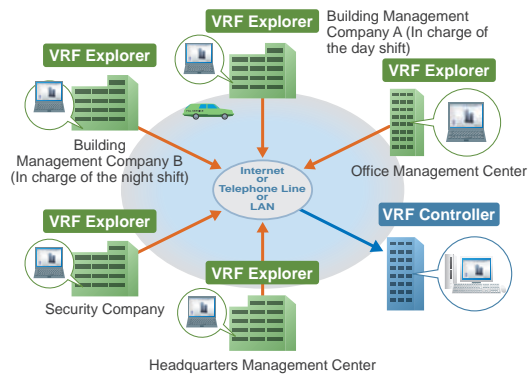 VRF Explorer
Building Management
Company A (In charge of
the day shift)
VRF Explorer
VRF Explorer
Building
Management Company B
(In charge of the night shift)
Office Management Center
Internet
or
Telephone Line
or
LAN
VRF Explorer
VRF Controller
Security Company
VRF Explorer
Headquarters Management Center